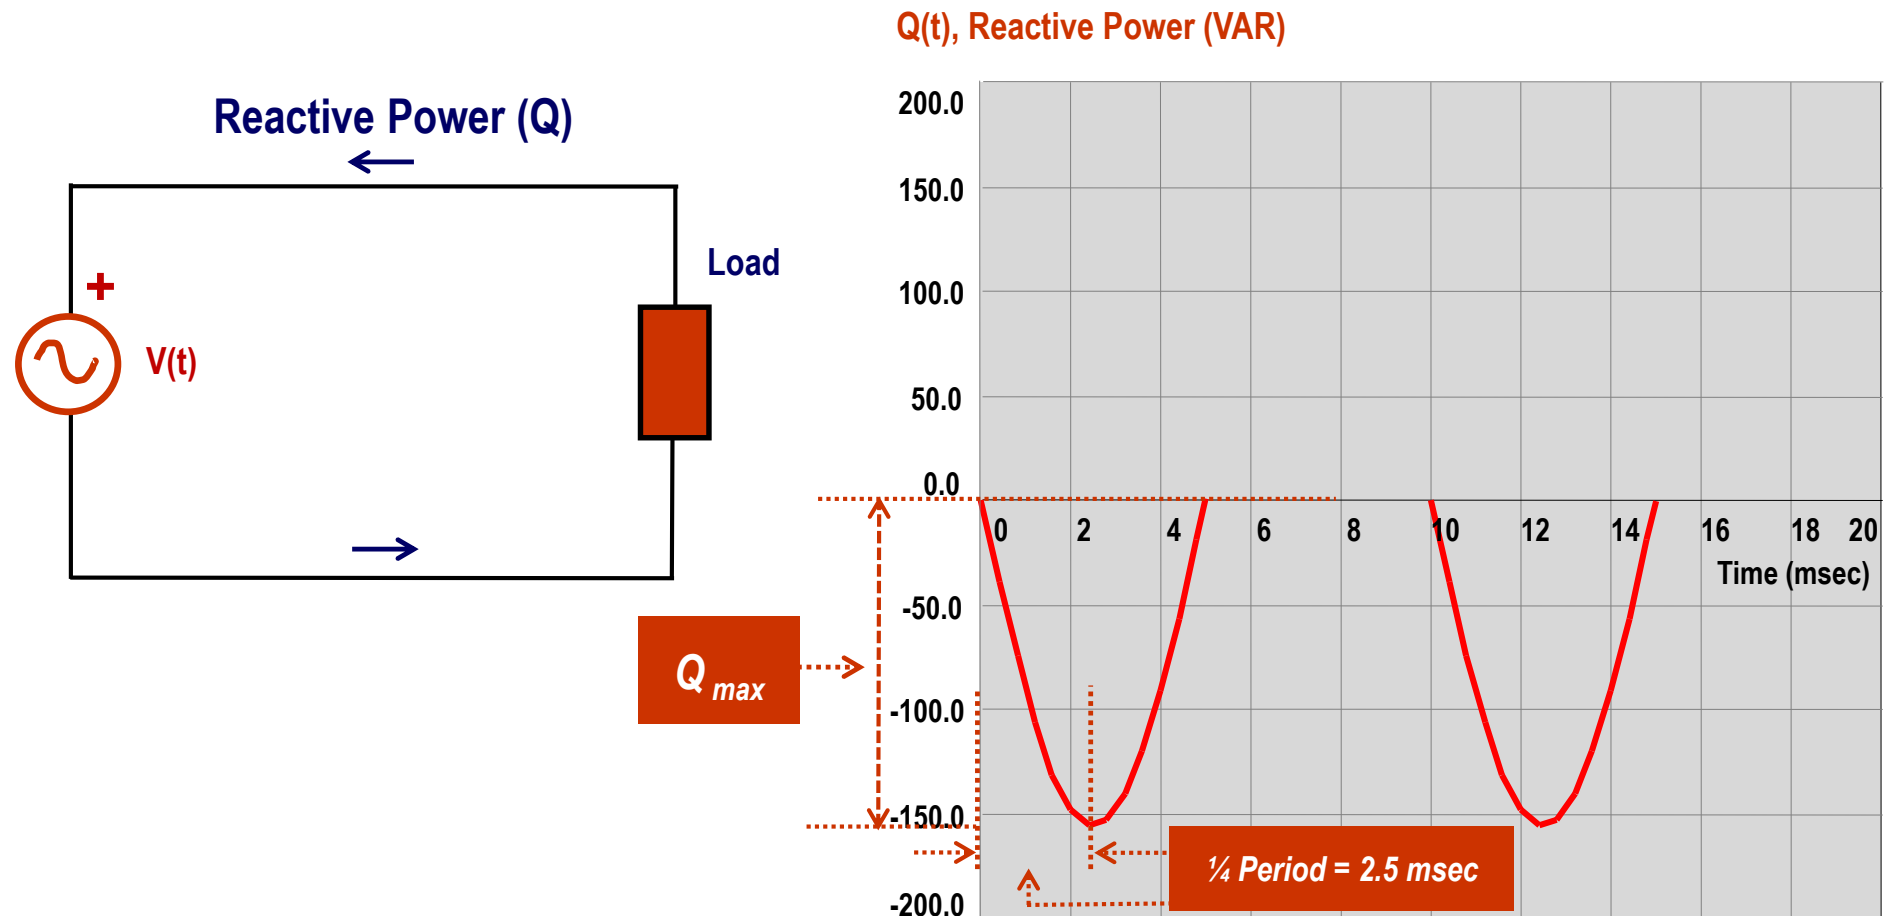 Q(t), Reactive Power (VAR)
Reactive Power (Q)
+
V(t)
Load
200.0
150.0
100.0
50.0
0.0
0 2 4 6 8 10 12 14 16 18 20
Time (msec)
-50.0
-100.0
-150.0
-200.0
Q max
¼ Period = 2.5 msec